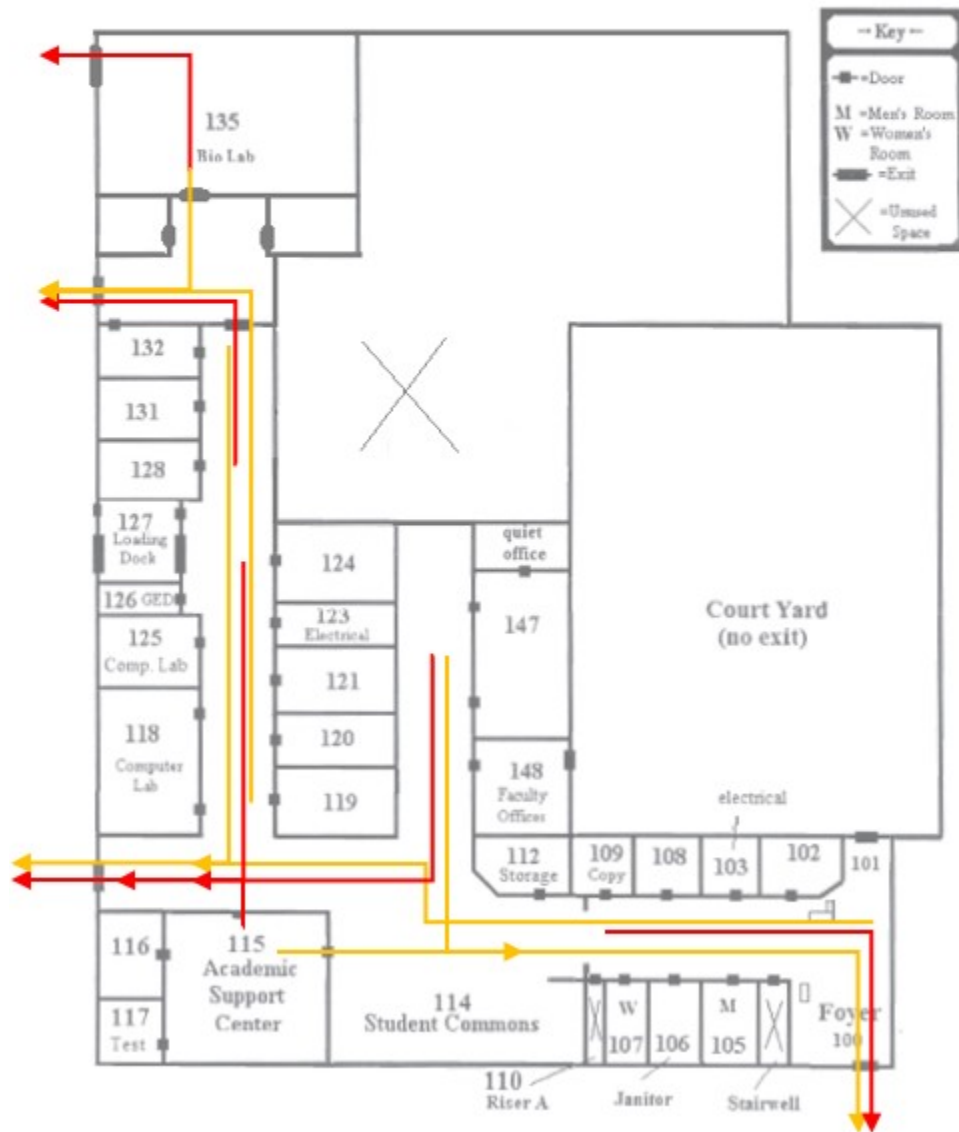 → Key ←
=Door
M =Men's Room
W =Women's
Room
=Exit
=Unused
Space
135
Bio Lab
132
131
128
127
Loading
Dock
126 GED
125
Comp. Lab
118
Computer
Lab
124
123
Electrical
121
120
119
quiet
office
147
148
Faculty
Offices
112
Storage
Court Yard
(no exit)
electrical
109
Copy
108
103
102
101
116
117
Test
115
Academic
Support
Center
114
Student Commons
110
Riser A
W
107
106
Janitor
M
105
Stairwell
Foyer
100